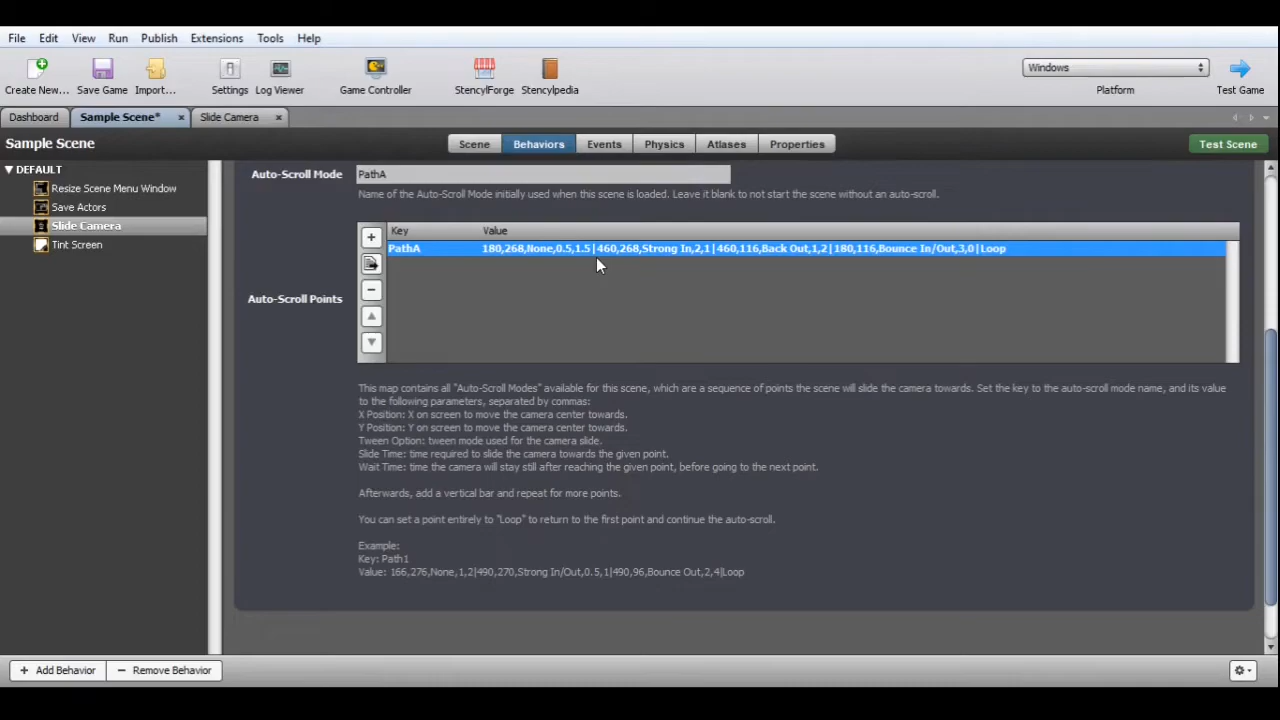 File Edit View Run Publish Extensions Tools Help
Create New... Save Game Import... Settings Log Viewer Game Controller StencylForge Stencylpedia
Windows
Platform
Test Game
Dashboard Sample Scene* Slide Camera
Sample Scene
Scene Behaviors Events Physics Atlases Properties
Test Scene
DEFAULT
Resize Scene Menu Window
Save Actors
Slide Camera
Tint Screen
Auto-Scroll Mode PathA
Name of the Auto-Scroll Mode initially used when this scene is loaded. Leave it blank to not start the scene without an auto-scroll.
Key Value
PathA 180,268,None,0.5,1.5|460,268,Strong In,2,1|460,116,Back Out,1,2|180,116,Bounce In/Out,3,0|Loop
Auto-Scroll Points
This map contains all "Auto-Scroll Modes" available for this scene, which are a sequence of points the scene will slide the camera towards. Set the key to the auto-scroll mode name, and its value
to the following parameters, separated by commas:
X Position: X on screen to move the camera center towards.
Y Position: Y on screen to move the camera center towards.
Tween Option: tween mode used for the camera slide.
Slide Time: time required to slide the camera towards the given point.
Wait Time: time the camera will stay still after reaching the given point, before going to the next point.
Afterwards, add a vertical bar and repeat for more points.
You can set a point entirely to "Loop" to return to the first point and continue the auto-scroll.
Example:
Key: Path1
Value: 166,276,None,1,2|490,270,Strong In/Out,0.5,1|490,96,Bounce Out,2,4|Loop
Add Behavior Remove Behavior